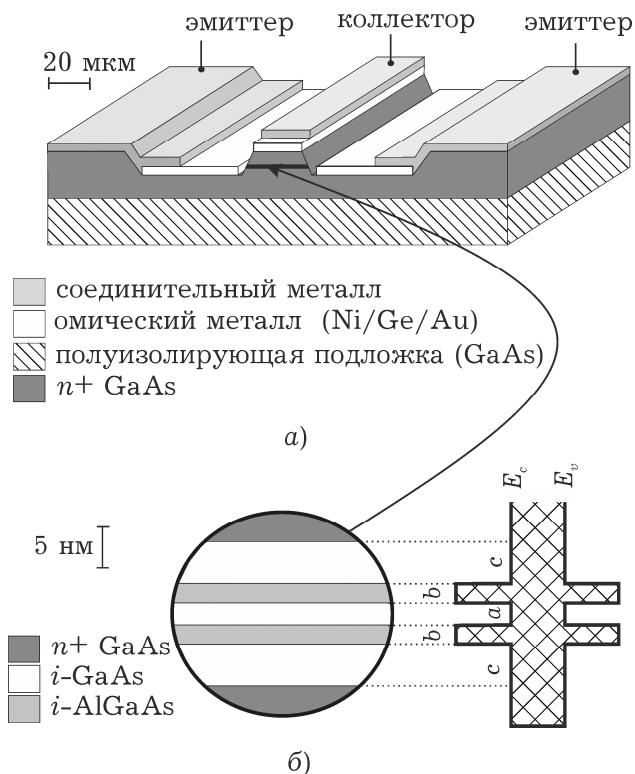 эмиттер
коллектор
эмиттер
20 мкм
соединительный металл
омический металл (Ni/Ge/Au)
полуизолирующая подложка (GaAs)
n+ GaAs
а)
E_c
E_v
5 нм
c
b
a
b
c
n+ GaAs
i-GaAs
i-AlGaAs
б)